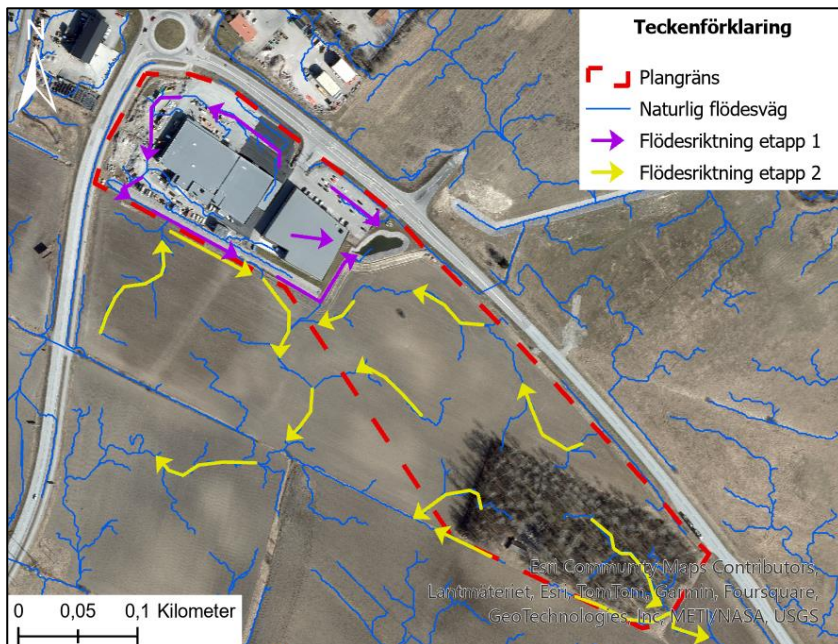 Teckenförklaring
Plangräns
Naturlig flödesväg
Flödesriktning etapp 1
Flödesriktning etapp 2
Esri Community Maps Contributors,
Lantmäteriet, Esri, TomTom, Garmin, Foursquare,
GeoTechnologies, Inc, METI/NASA, USGS
0 0,05 0,1 Kilometer